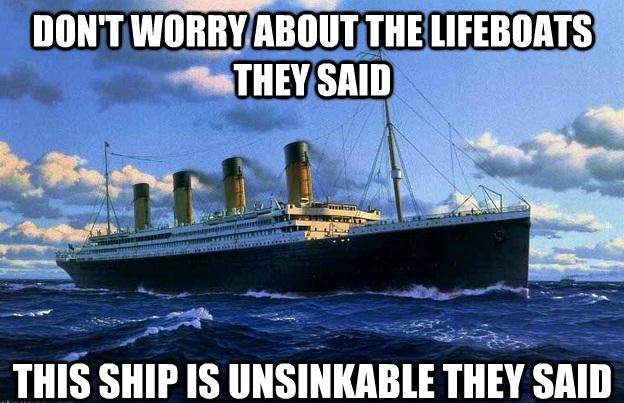 DON'T WORRY ABOUT THE LIFEBOATS
THEY SAID
THIS SHIP IS UNSINKABLE THEY SAID